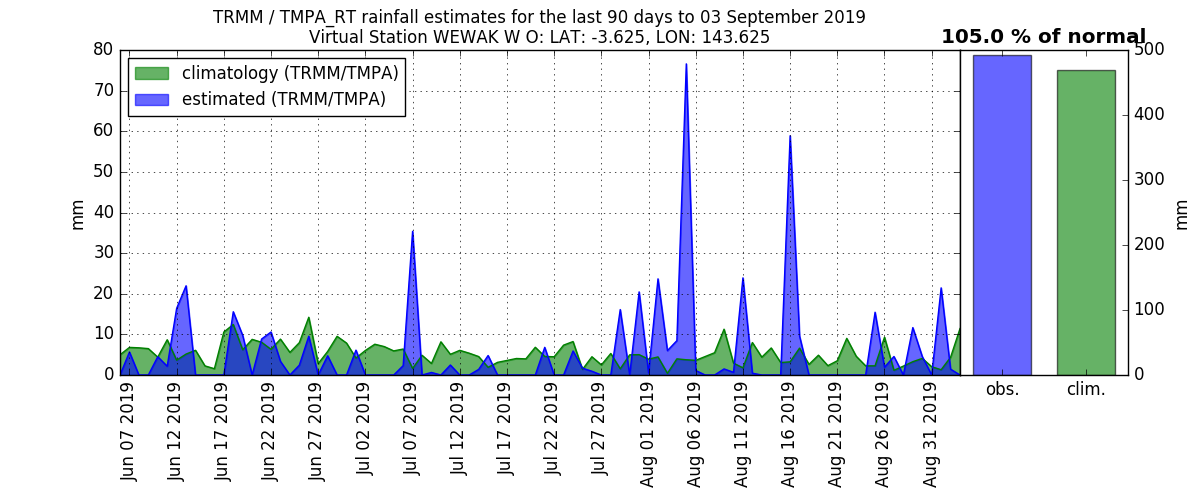 TRMM / TMPA_RT rainfall estimates for the last 90 days to 03 September 2019
Virtual Station WEWAK W O: LAT: -3.625, LON: 143.625
105.0 % of normal
climatology (TRMM/TMPA)
estimated (TRMM/TMPA)
80
70
60
50
40
30
20
10
0
mm
Jun 07 2019
Jun 12 2019
Jun 17 2019
Jun 22 2019
Jun 27 2019
Jul 02 2019
Jul 07 2019
Jul 12 2019
Jul 17 2019
Jul 22 2019
Jul 27 2019
Aug 01 2019
Aug 06 2019
Aug 11 2019
Aug 16 2019
Aug 21 2019
Aug 26 2019
Aug 31 2019
obs.
clim.
500
400
300
200
100
0
mm